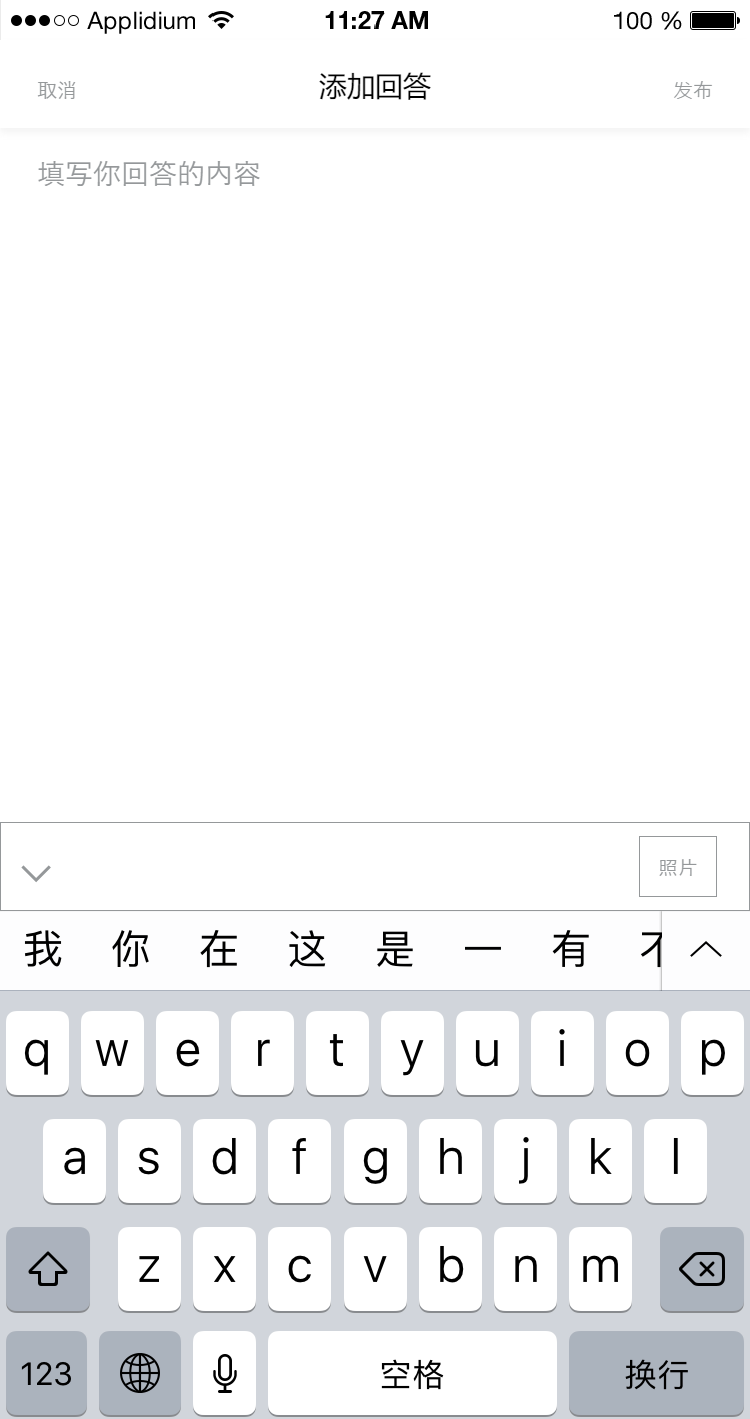 Applidium 11:27 AM 100 %
取消 添加回答 发布
填写你回答的内容
照片
我 你 在 这 是 一 有 不
q w e r t y u i o p
a s d f g h j k l
z x c v b n m
123 空格 换行